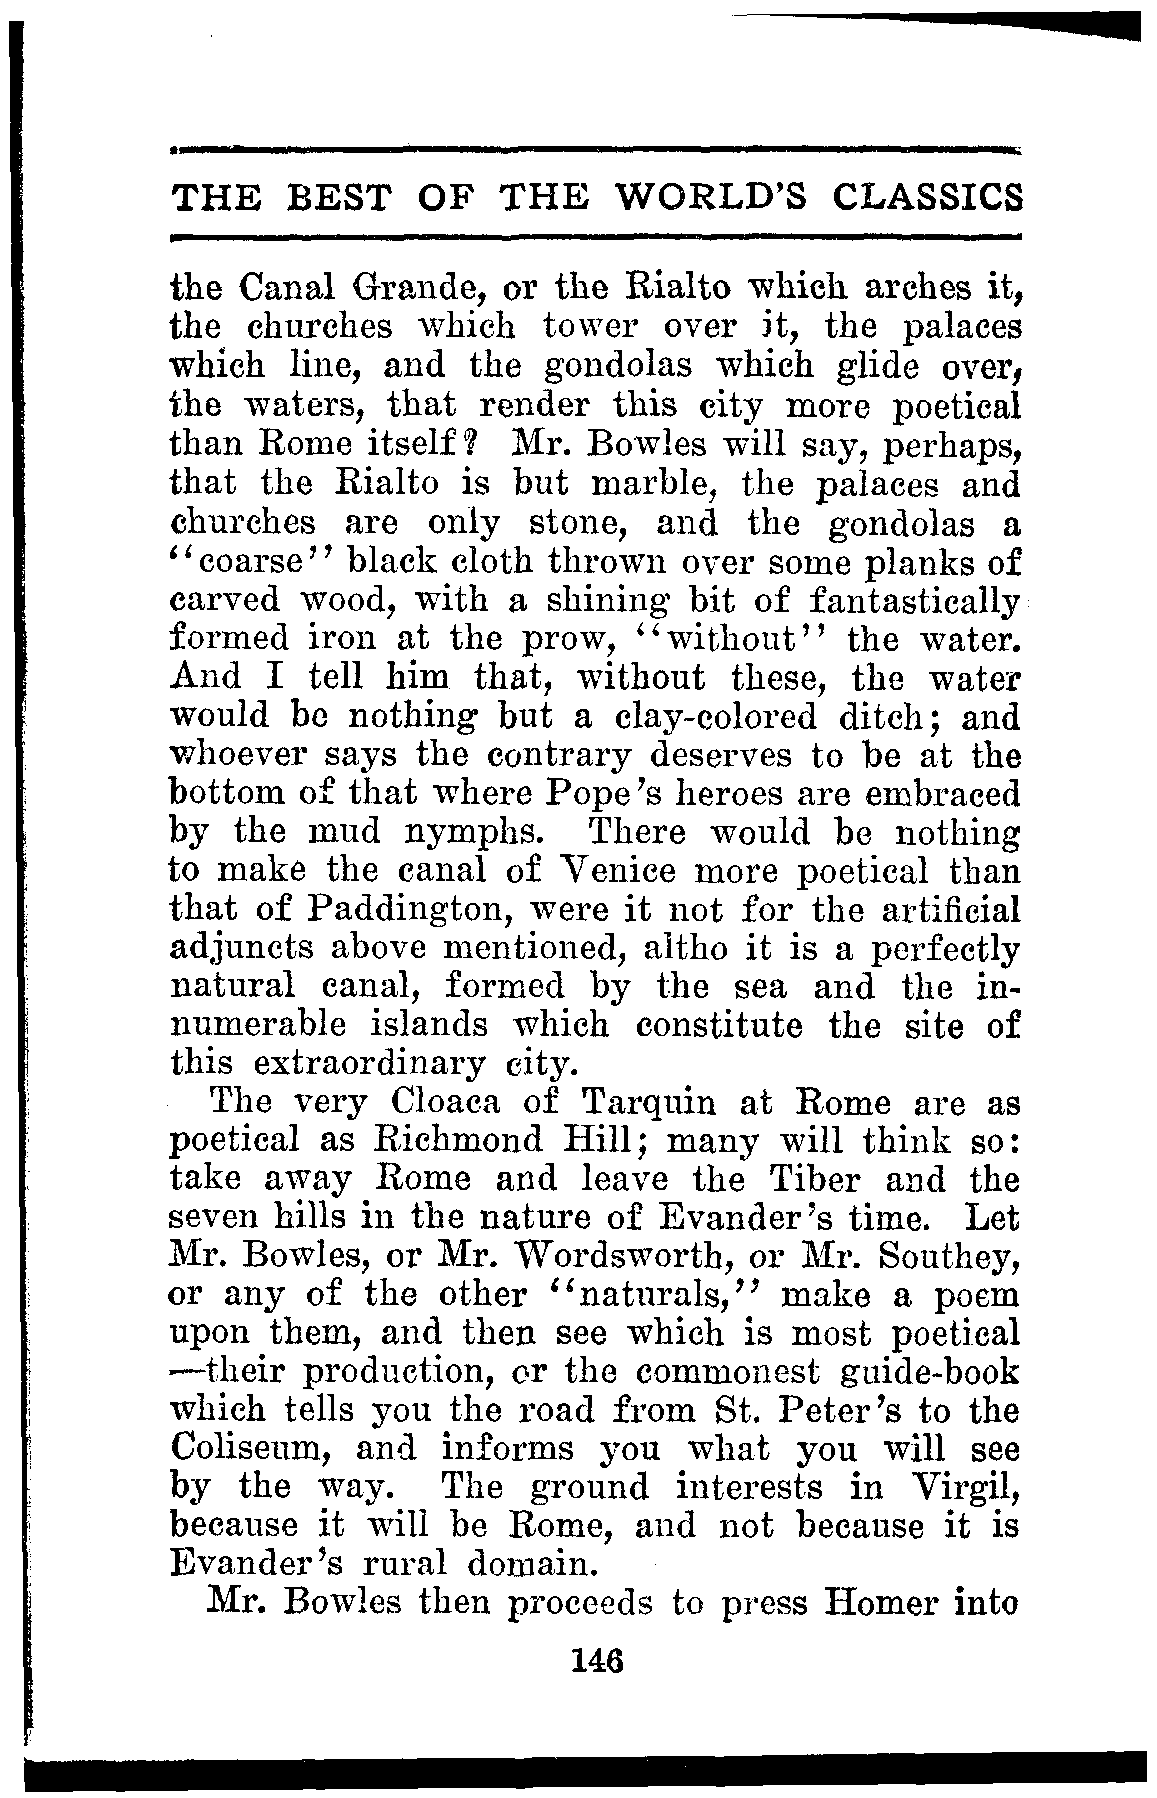 THE BEST OF THE WORLD'S CLASSICS
the Canal Grande, or the Rialto which arches it,
the churches which tower over it, the palaces
which line, and the gondolas which glide over,
the waters, that render this city more poetical
than Rome itself? Mr. Bowles will say, perhaps,
that the Rialto is but marble, the palaces and
churches are only stone, and the gondolas a
"coarse" black cloth thrown over some planks of
carved wood, with a shining bit of fantastically
formed iron at the prow, "without" the water.
And I tell him that, without these, the water
would be nothing but a clay-colored ditch; and
whoever says the contrary deserves to be at the
bottom of that where Pope's heroes are embraced
by the mud nymphs. There would be nothing
to make the canal of Venice more poetical than
that of Paddington, were it not for the artificial
adjuncts above mentioned, altho it is a perfectly
natural canal, formed by the sea and the in-
numerable islands which constitute the site of
this extraordinary city.
The very Cloaca of Tarquin at Rome are as
poetical as Richmond Hill; many will think so:
take away Rome and leave the Tiber and the
seven hills in the nature of Evander's time. Let
Mr. Bowles, or Mr. Wordsworth, or Mr. Southey,
or any of the other "naturals," make a poem
upon them, and then see which is most poetical
—their production, or the commonest guide-book
which tells you the road from St. Peter's to the
Coliseum, and informs you what you will see
by the way. The ground interests in Virgil,
because it will be Rome, and not because it is
Evander's rural domain.
Mr. Bowles then proceeds to press Homer into
146